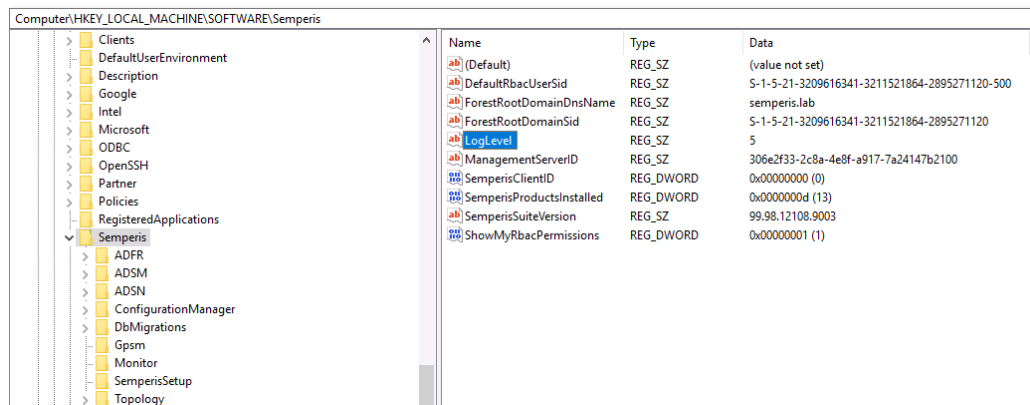 Computer\HKEY_LOCAL_MACHINE\SOFTWARE\Semperis
Clients
DefaultUserEnvironment
Description
Google
Intel
Microsoft
ODBC
OpenSSH
Partner
Policies
RegisteredApplications
Semperis
ADFR
ADSM
ADSN
ConfigurationManager
DbMigrations
Gpsm
Monitor
SemperisSetup
Topology
Name Type Data
(Default) REG_SZ (value not set)
DefaultRbacUserSid REG_SZ S-1-5-21-3209616341-3211521864-2895271120-500
ForestRootDomainDnsName REG_SZ semperis.lab
ForestRootDomainSid REG_SZ S-1-5-21-3209616341-3211521864-2895271120
LogLevel REG_SZ 5
ManagementServerID REG_SZ 306e2f33-2c8a-4e8f-a917-7a24147b2100
SemperisClientID REG_DWORD 0x00000000 (0)
SemperisProductsInstalled REG_DWORD 0x0000000d (13)
SemperisSuiteVersion REG_SZ 99.98.12108.9003
ShowMyRbacPermissions REG_DWORD 0x00000001 (1)